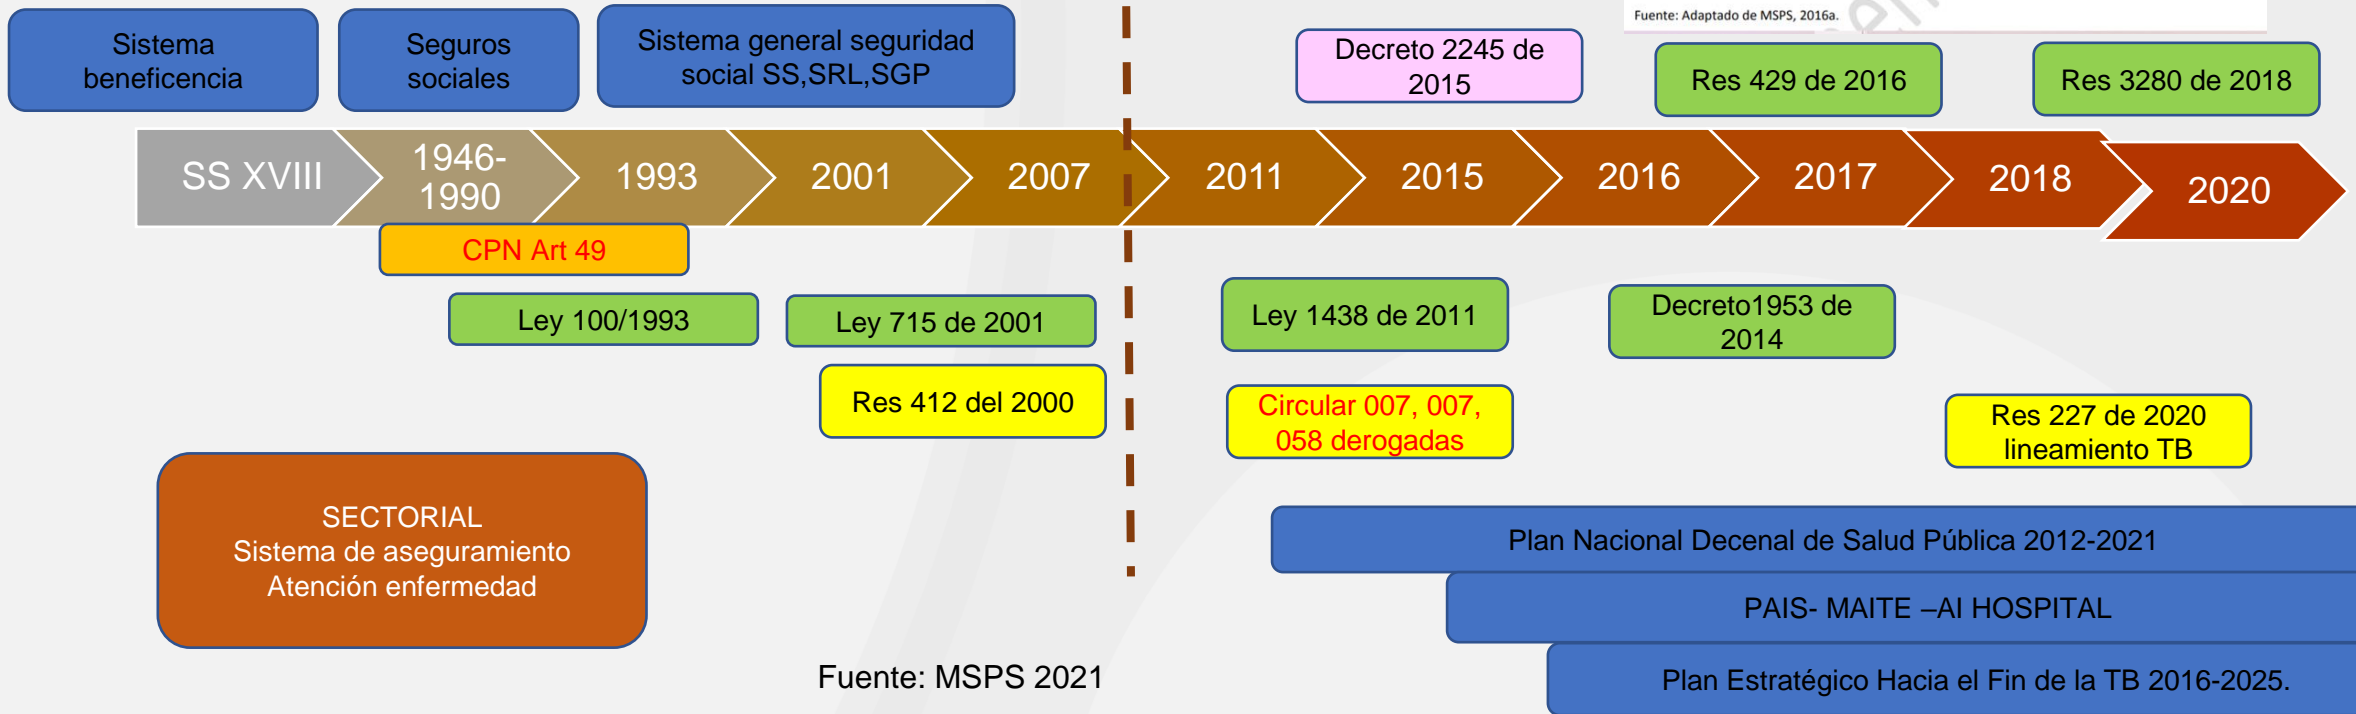 Fuente: Adaptado de MSPS, 2016a.
Sistema
beneficencia
Seguros
sociales
Sistema general seguridad
social SS,SRL,SGP
Decreto 2245 de
2015
Res 429 de 2016
Res 3280 de 2018
SS XVIII
1946-
1990
1993
2001
2007
2011
2015
2016
2017
2018
2020
CPN Art 49
Ley 100/1993
Ley 715 de 2001
Ley 1438 de 2011
Decreto1953 de
2014
Res 412 del 2000
Circular 007, 007,
058 derogadas
Res 227 de 2020
lineamiento TB
SECTORIAL
Sistema de aseguramiento
Atención enfermedad
Plan Nacional Decenal de Salud Pública 2012-2021
PAIS- MAITE –AI HOSPITAL
Plan Estratégico Hacia el Fin de la TB 2016-2025.
Fuente: MSPS 2021